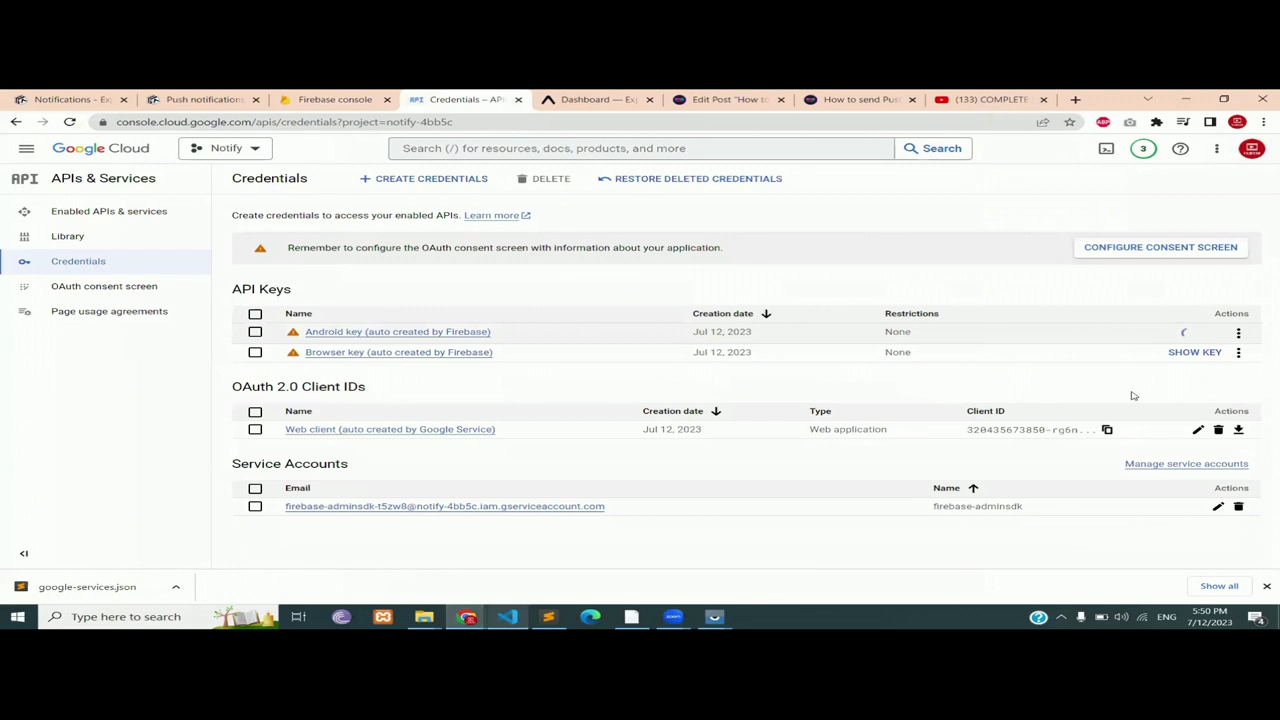 Notifications - Ex
Push notifications
Firebase console
API Credentials – API
Dashboard — Exp
Edit Post "How to
How to send Push
(133) COMPLETE
console.cloud.google.com/apis/credentials?project=notify-4bb5c
ABP
Google Cloud
Notify
Search (/) for resources, docs, products, and more
Search
3
API APIs & Services
Credentials
+ CREATE CREDENTIALS
DELETE
RESTORE DELETED CREDENTIALS
Enabled APIs & services
Library
Credentials
OAuth consent screen
Page usage agreements
Create credentials to access your enabled APIs. Learn more
Remember to configure the OAuth consent screen with information about your application.
CONFIGURE CONSENT SCREEN
API Keys
Name Creation date Restrictions Actions
Android key (auto created by Firebase) Jul 12, 2023 None
Browser key (auto created by Firebase) Jul 12, 2023 None SHOW KEY
OAuth 2.0 Client IDs
Name Creation date Type Client ID Actions
Web client (auto created by Google Service) Jul 12, 2023 Web application 320435673850-rg6n...
Service Accounts
Manage service accounts
Email Name Actions
firebase-adminsdk-t5zw8@notify-4bb5c.iam.gserviceaccount.com firebase-adminsdk
google-services.json
Show all
Type here to search
zoom
ENG
5:50 PM
7/12/2023
4